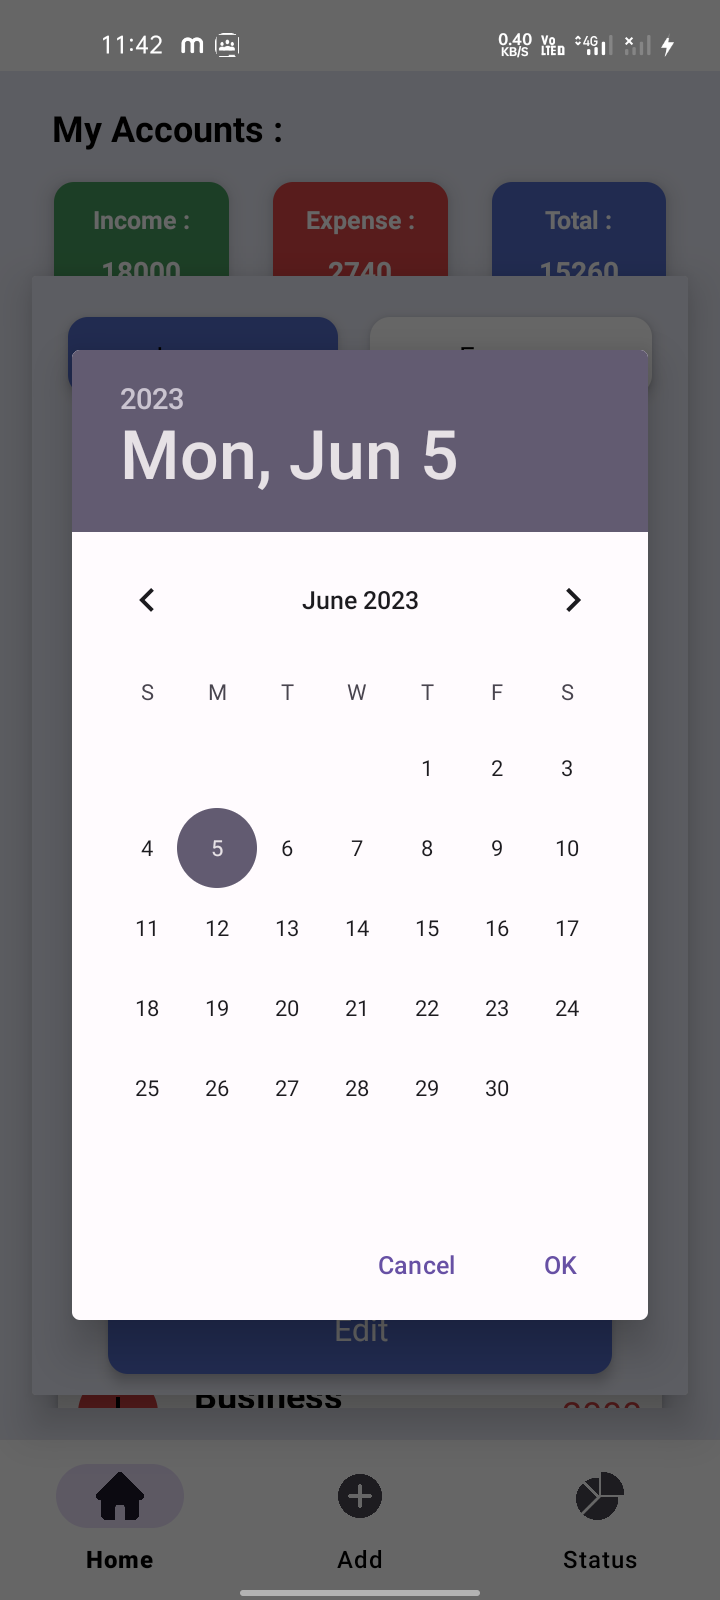 11:42 m 0.40 KB/S Vo LTE 4G
My Accounts :
Income : Expense : Total :
18000 2740 15260
2023
Mon, Jun 5
June 2023
S M T W T F S
1 2 3
4 5 6 7 8 9 10
11 12 13 14 15 16 17
18 19 20 21 22 23 24
25 26 27 28 29 30
Cancel OK
Edit
Business
Home Add Status